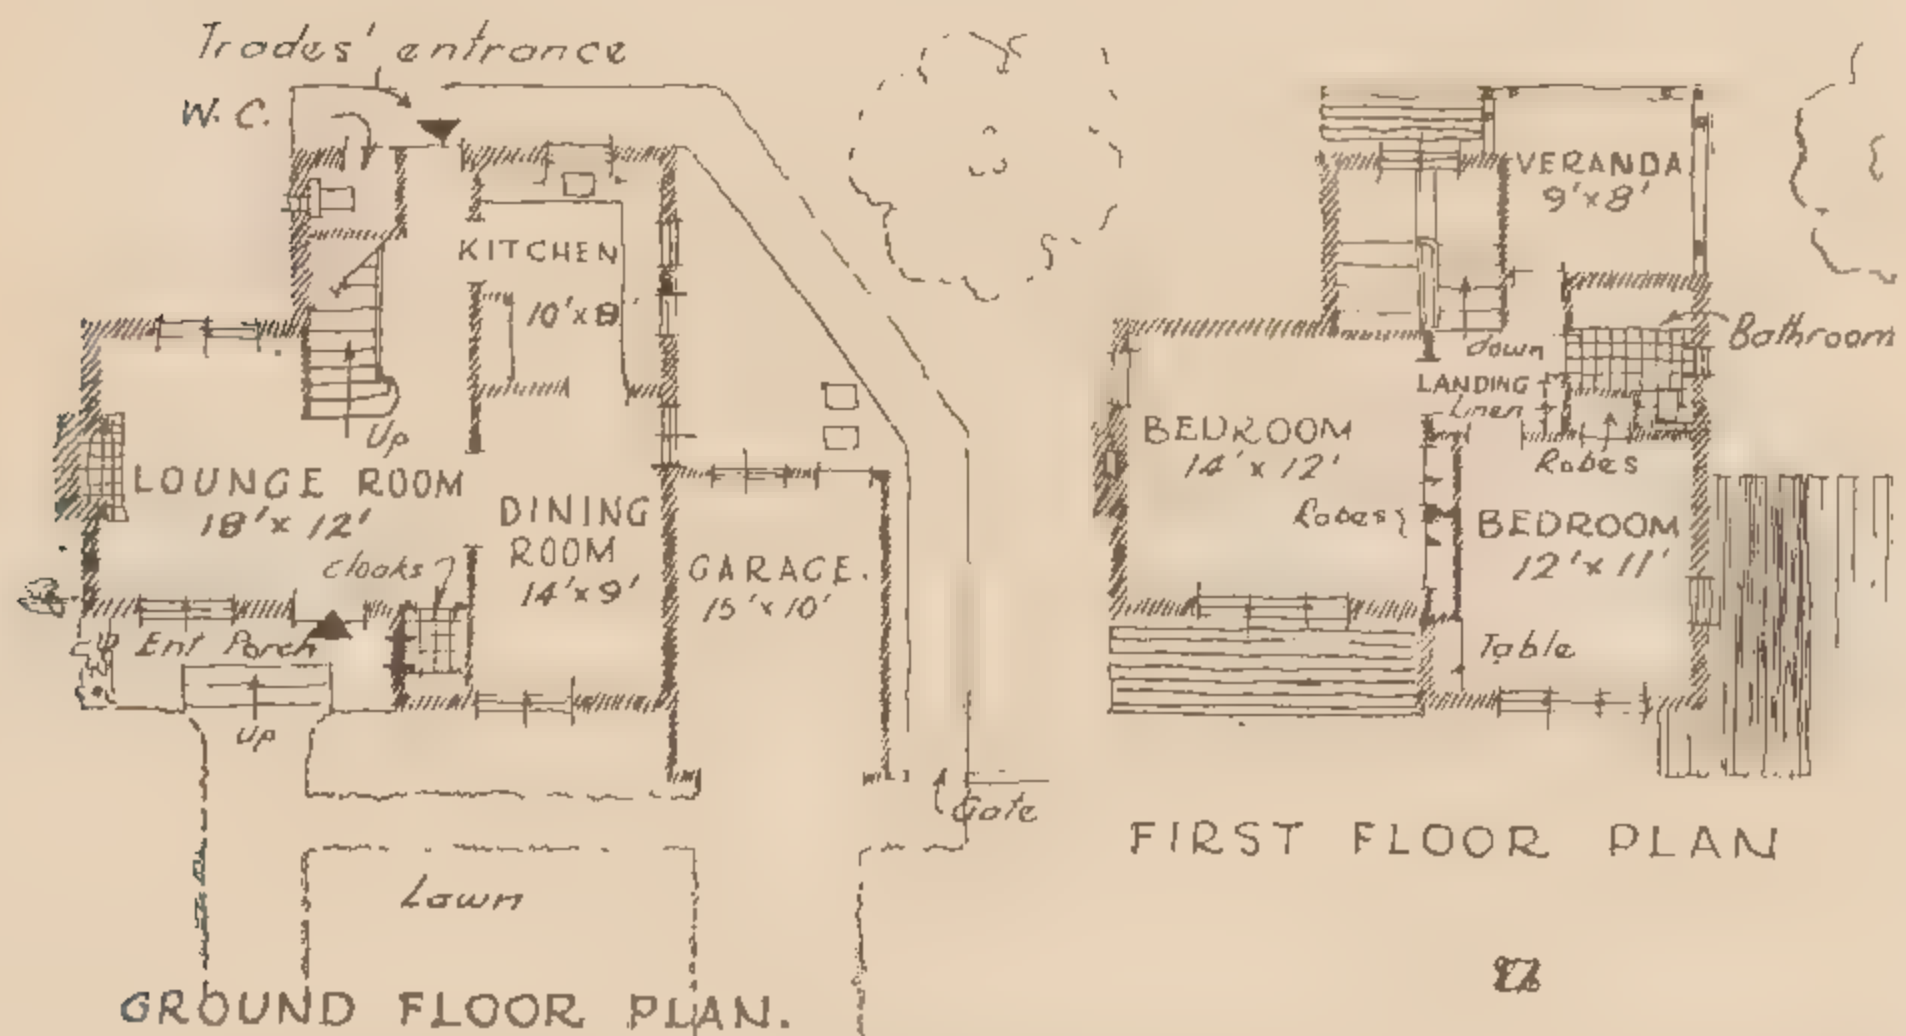 Trades' entrance
W.C.
KITCHEN
10'x8'
Up
LOUNGE ROOM
18'x12'
DINING
ROOM
14'x9'
cloaks
GARAGE.
15'x10'
Ent Porch
Up
Gate
Lawn
GROUND FLOOR PLAN.
VERANDA
9'x8'
down
Bathroom
LANDING
Linen
BEDROOM
14'x12'
Robes
Robes
BEDROOM
12'x11'
Table
FIRST FLOOR PLAN